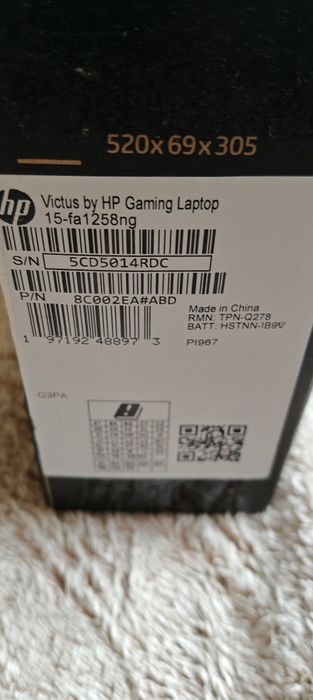 520x69x305
hp
Victus by HP Gaming Laptop
15-fa1258ng
S/N 5CD5014RDC
P/N 8C002EA#ABD
Made in China
RMN: TPN-Q278
BATT: HSTNN-IB9V
1 97192 48897 3
PI967
G3PA